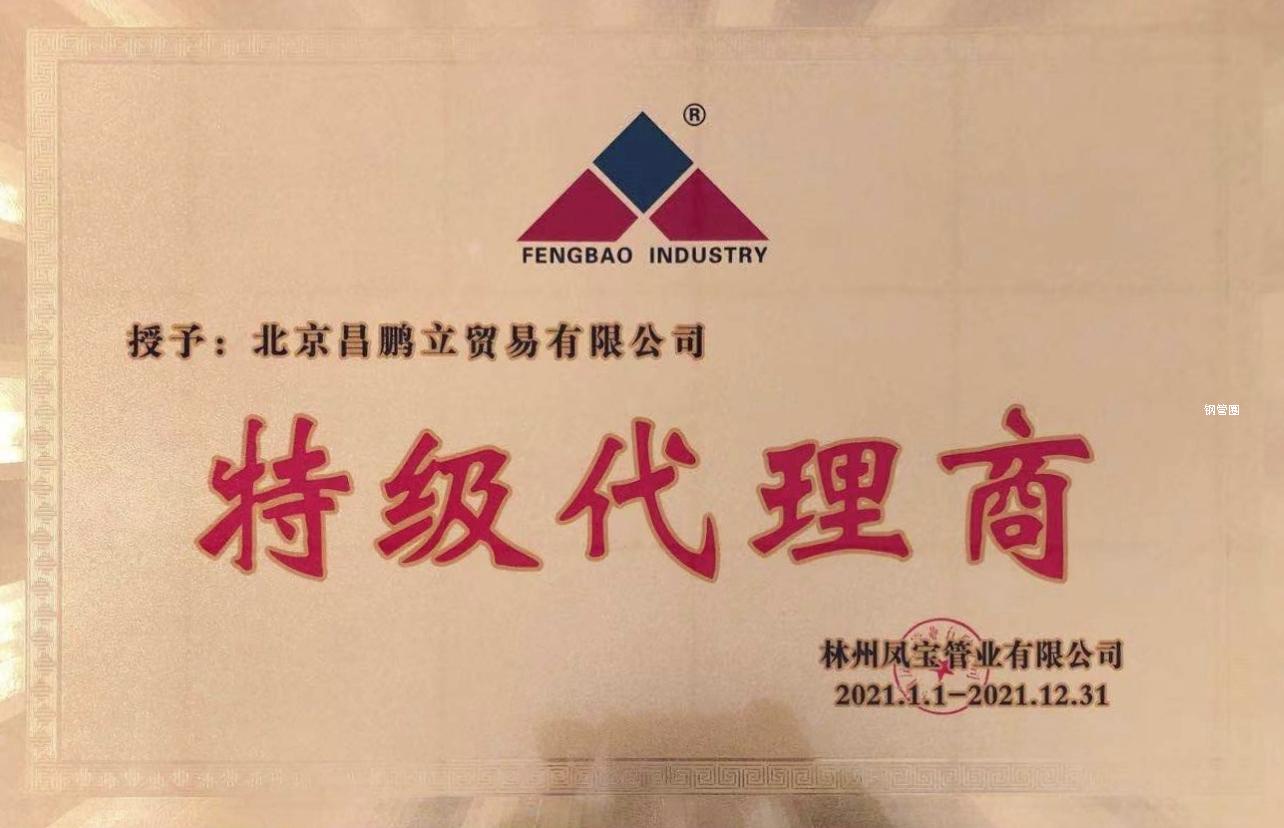 ®
FENGBAO INDUSTRY
授予：北京昌鹏立贸易有限公司
钢管圈
特级代理商
林州凤宝管业有限公司
2021.1.1-2021.12.31